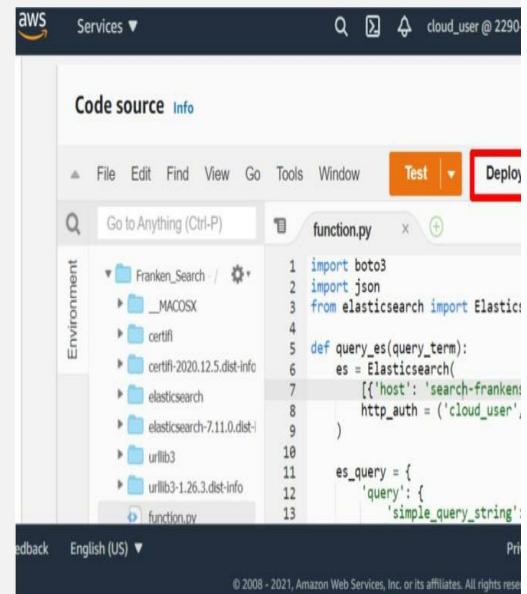 aws Services ▼ cloud_user @ 2290-
Code source Info
File Edit Find View Go Tools Window Test Deploy
Go to Anything (Ctrl-P) function.py
Environment
Franken_Search - /
__MACOSX
certifi
certifi-2020.12.5.dist-info
elasticsearch
elasticsearch-7.11.0.dist-i
urllib3
urllib3-1.26.3.dist-info
function.py
1 import boto3
2 import json
3 from elasticsearch import Elastics
4
5 def query_es(query_term):
6 es = Elasticsearch(
7 [{'host': 'search-frankens
8 http_auth = ('cloud_user',
9 )
10
11 es_query = {
12 'query': {
13 'simple_query_string':
edback English (US) ▼ Pri
© 2008 - 2021, Amazon Web Services, Inc. or its affiliates. All rights rese